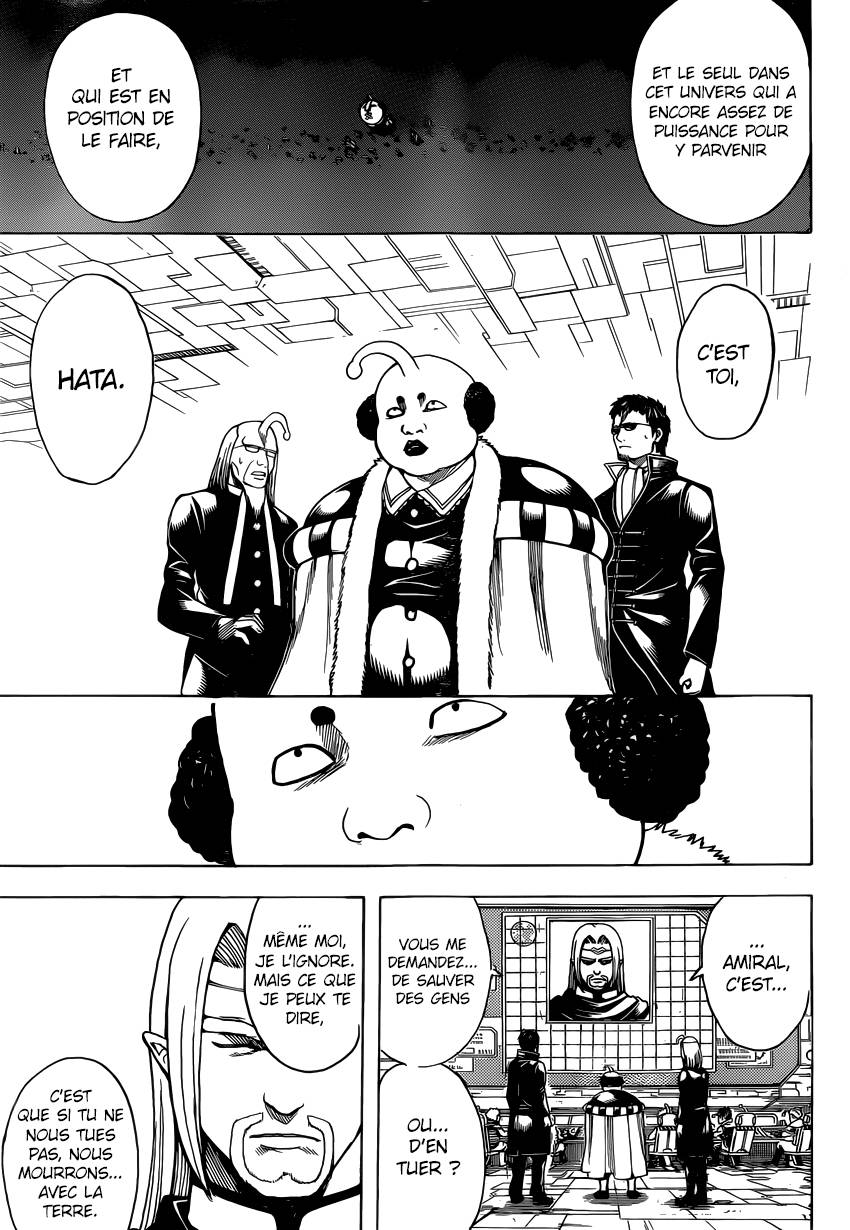 ET LE SEUL DANS
CET UNIVERS QUI A
ENCORE ASSEZ DE
PUISSANCE POUR
Y PARVENIR
ET
QUI EST EN
POSITION DE
LE FAIRE,
C'EST
TOI,
HATA.
...
AMIRAL,
C'EST...
VOUS ME
DEMANDEZ...
DE SAUVER
DES GENS
OU...
D'EN
TUER ?
...
MÊME MOI,
JE L'IGNORE.
MAIS CE QUE
JE PEUX TE
DIRE,
C'EST
QUE SI TU NE
NOUS TUES
PAS, NOUS
MOURRONS...
AVEC LA
TERRE.